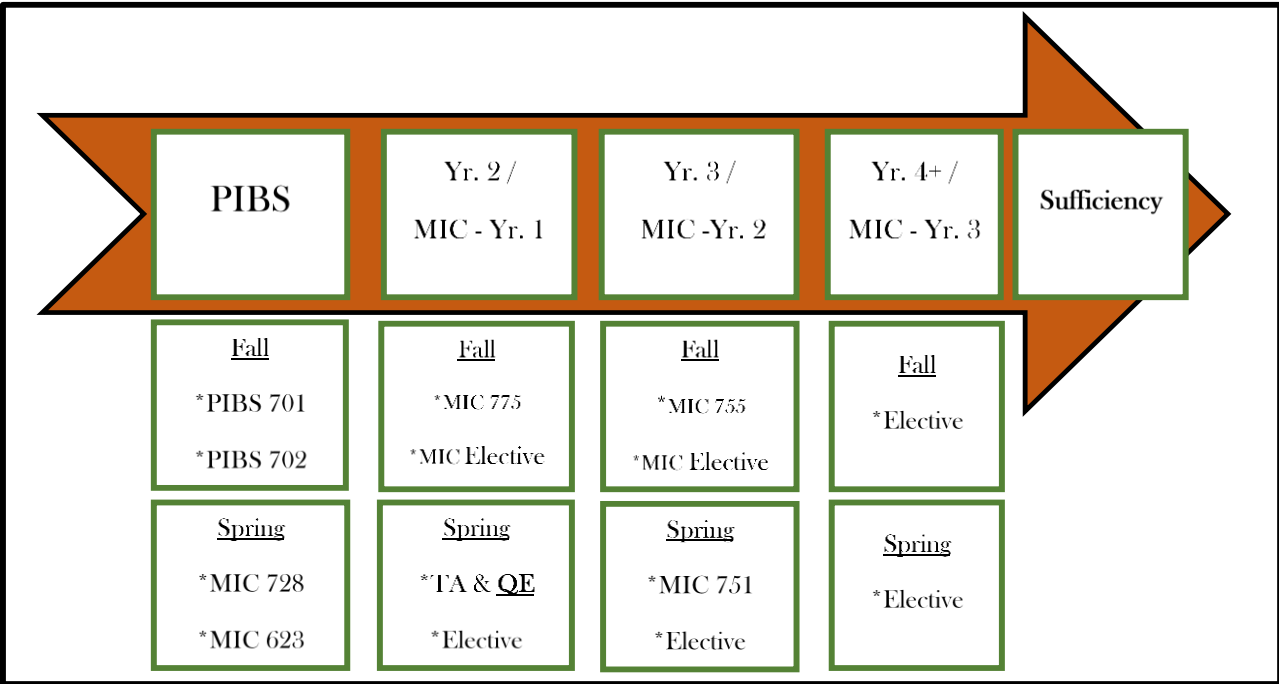 PIBS
Yr. 2 /
MIC - Yr. 1
Yr. 3 /
MIC -Yr. 2
Yr. 4+ /
MIC - Yr. 3
Sufficiency
Fall
*PIBS 701
*PIBS 702
Fall
*MIC 775
*MIC Elective
Fall
*MIC 755
*MIC Elective
Fall
*Elective
Spring
*MIC 728
*MIC 623
Spring
*TA & QE
*Elective
Spring
*MIC 751
*Elective
Spring
*Elective